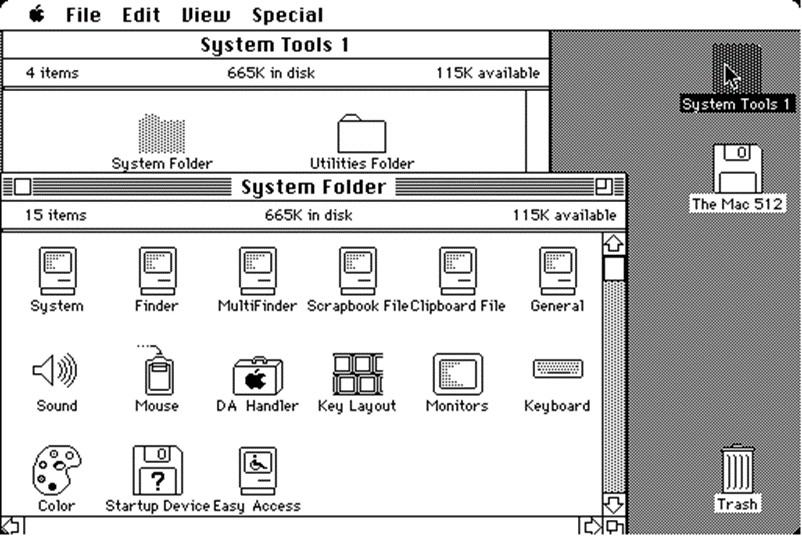 File Edit View Special
System Tools 1
4 items 665K in disk 115K available
System Folder Utilities Folder
System Tools 1
The Mac 512
System Folder
15 items 665K in disk 115K available
System Finder MultiFinder Scrapbook File Clipboard File General
Sound Mouse DA Handler Key Layout Monitors Keyboard
Color Startup Device Easy Access
?
Trash